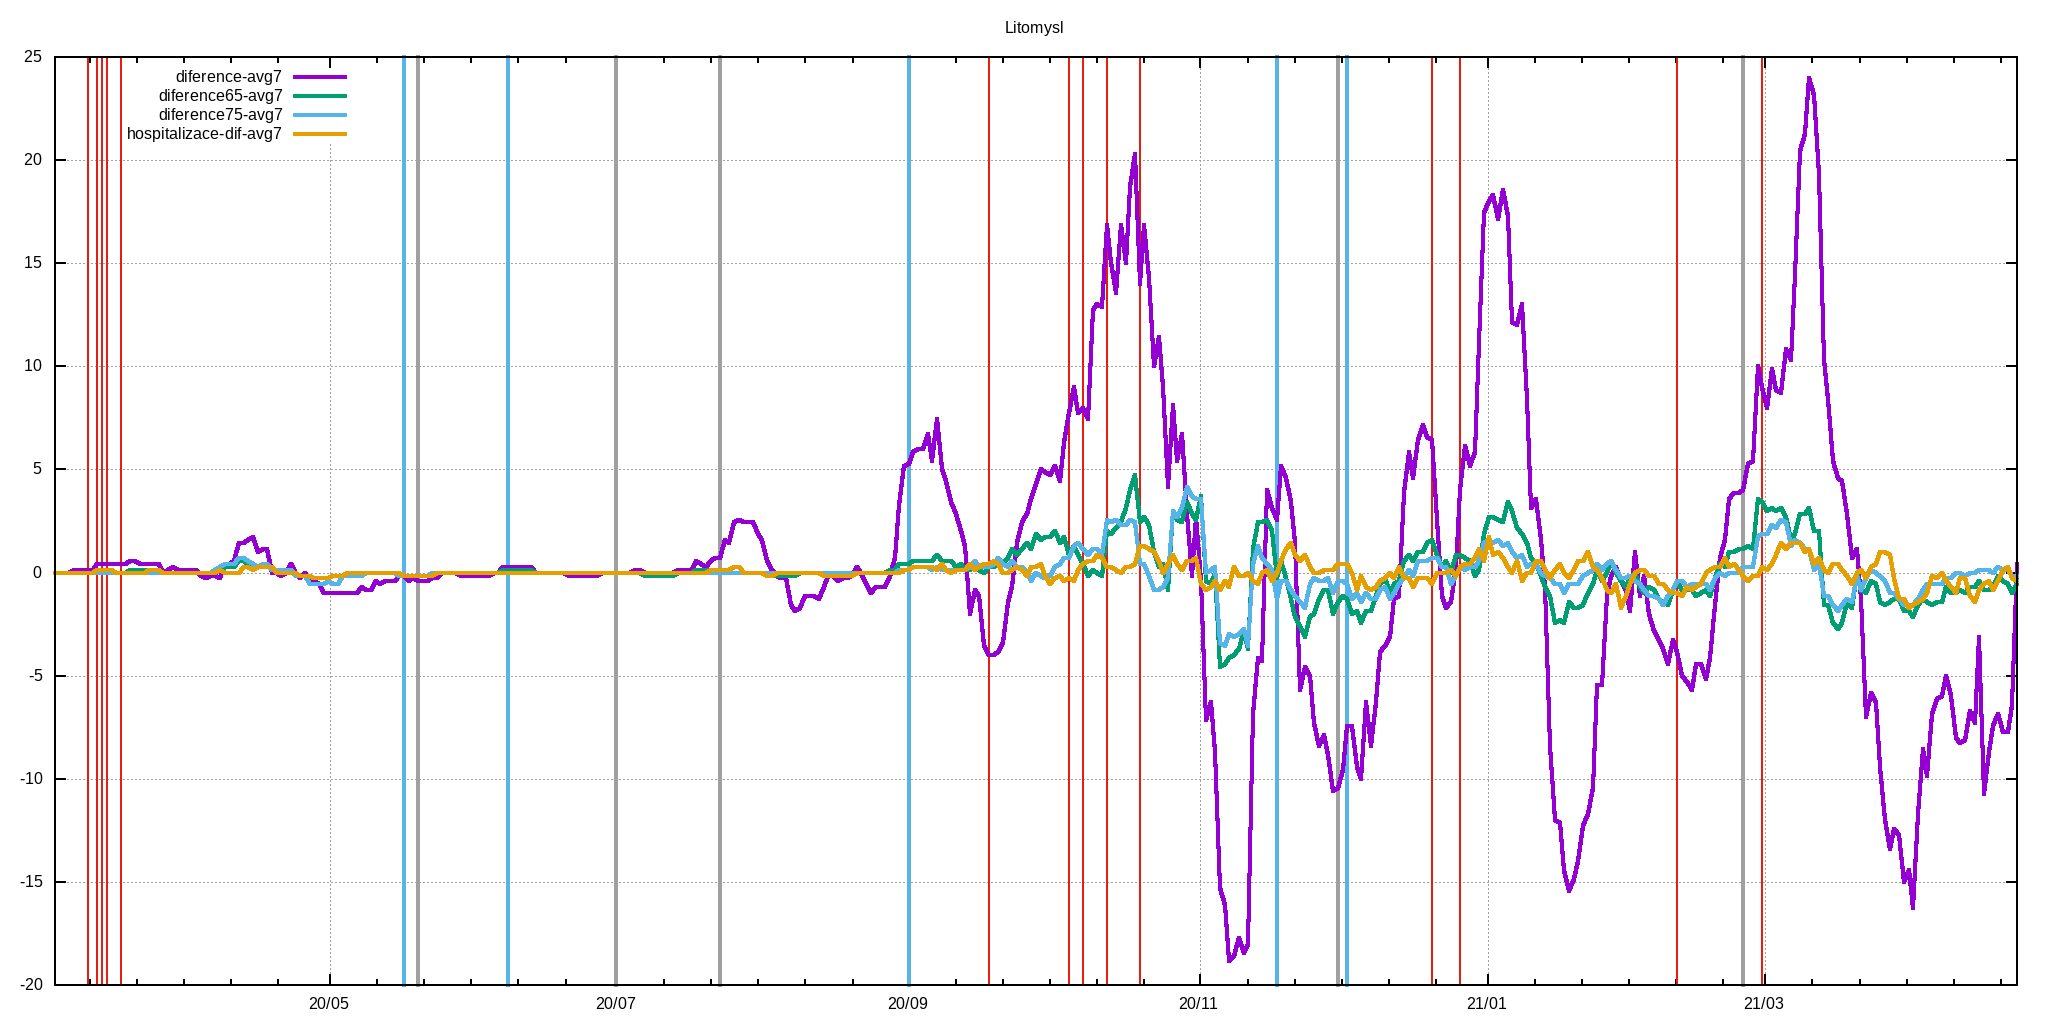 Litomysl
25
diference-avg7
diference65-avg7
diference75-avg7
hospitalizace-dif-avg7
20
15
10
5
0
-5
-10
-15
-20
20/05 20/07 20/09 20/11 21/01 21/03